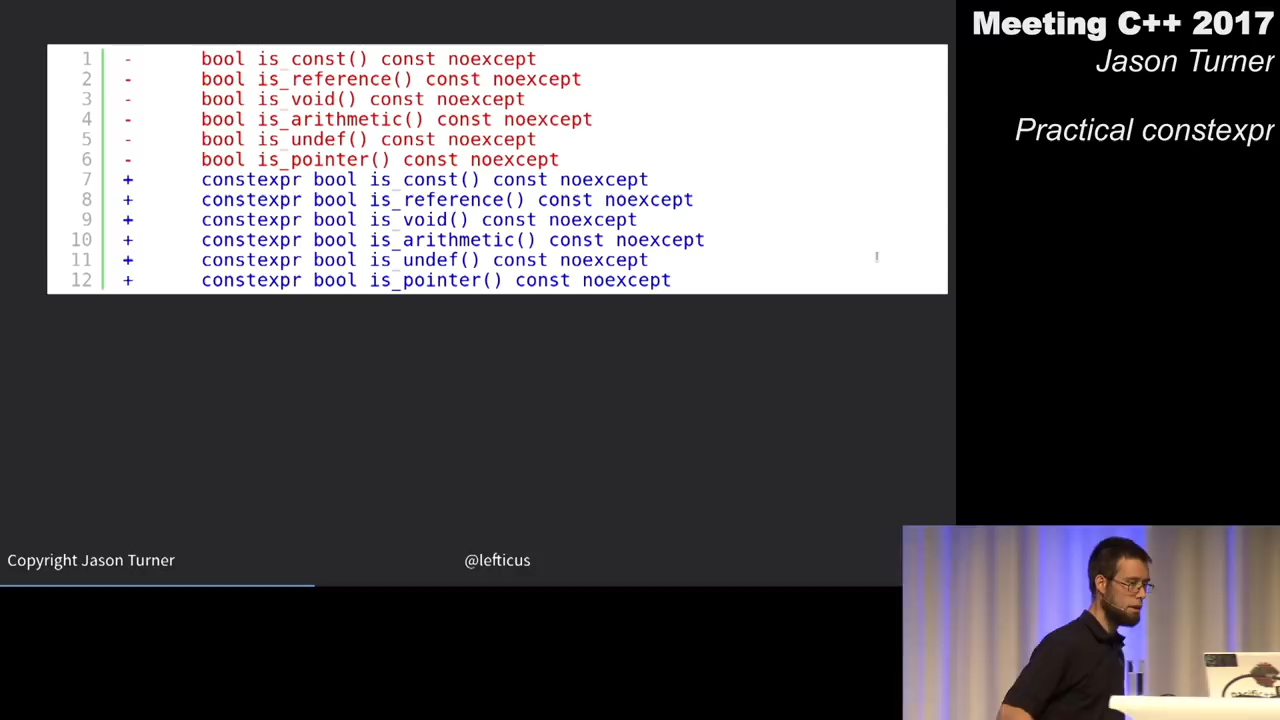 Meeting C++ 2017
Jason Turner
Practical constexpr
1 - bool is_const() const noexcept
2 - bool is_reference() const noexcept
3 - bool is_void() const noexcept
4 - bool is_arithmetic() const noexcept
5 - bool is_undef() const noexcept
6 - bool is_pointer() const noexcept
7 + constexpr bool is_const() const noexcept
8 + constexpr bool is_reference() const noexcept
9 + constexpr bool is_void() const noexcept
10 + constexpr bool is_arithmetic() const noexcept
11 + constexpr bool is_undef() const noexcept
12 + constexpr bool is_pointer() const noexcept
Copyright Jason Turner
@lefticus